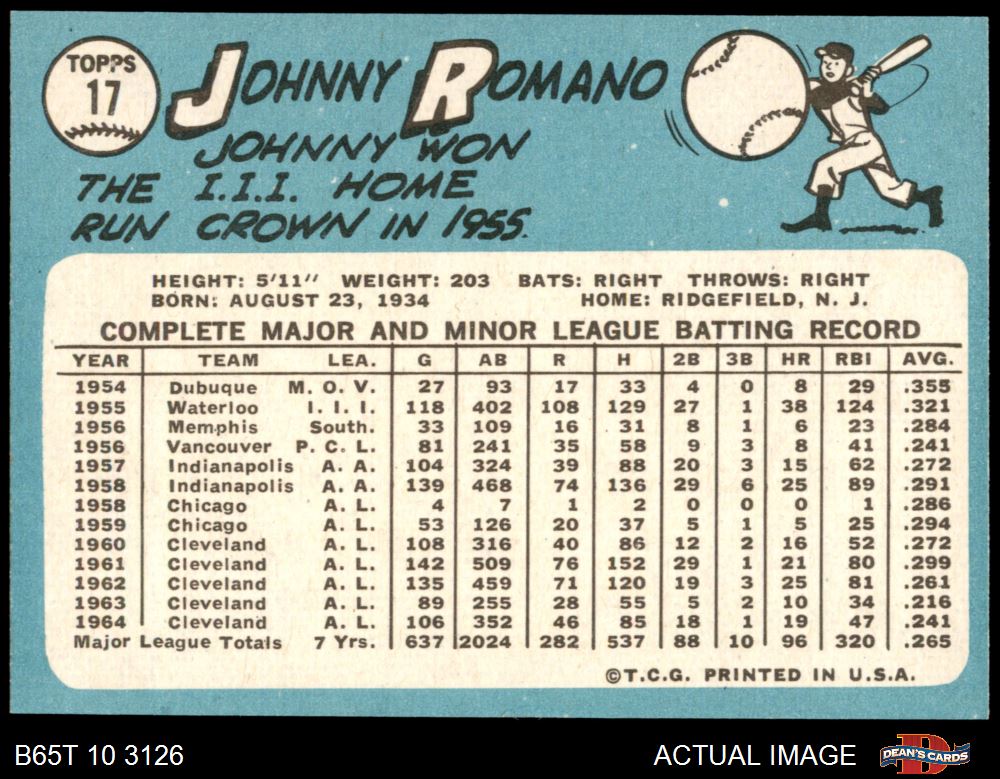 TOPPS
17
JOHNNY ROMANO
JOHNNY WON
THE I.I.I. HOME
RUN CROWN IN 1955.
HEIGHT: 5'11" WEIGHT: 203 BATS: RIGHT THROWS: RIGHT
BORN: AUGUST 23, 1934 HOME: RIDGEFIELD, N. J.
COMPLETE MAJOR AND MINOR LEAGUE BATTING RECORD
YEAR TEAM LEA. G AB R H 2B 3B HR RBI AVG.
1954 Dubuque M. O. V. 27 93 17 33 4 0 8 29 .355
1955 Waterloo I. I. I. 118 402 108 129 27 1 38 124 .321
1956 Memphis South. 33 109 16 31 8 1 6 23 .284
1956 Vancouver P. C. L. 81 241 35 58 9 3 8 41 .241
1957 Indianapolis A. A. 104 324 39 88 20 3 15 62 .272
1958 Indianapolis A. A. 139 468 74 136 29 6 25 89 .291
1958 Chicago A. L. 4 7 1 2 0 0 0 1 .286
1959 Chicago A. L. 53 126 20 37 5 1 5 25 .294
1960 Cleveland A. L. 108 316 40 86 12 2 16 52 .272
1961 Cleveland A. L. 142 509 76 152 29 1 21 80 .299
1962 Cleveland A. L. 135 459 71 120 19 3 25 81 .261
1963 Cleveland A. L. 89 255 28 55 5 2 10 34 .216
1964 Cleveland A. L. 106 352 46 85 18 1 19 47 .241
Major League Totals 7 Yrs. 637 2024 282 537 88 10 96 320 .265
©T.C.G. PRINTED IN U.S.A.
B65T 10 3126 ACTUAL IMAGE DEAN'S CARDS